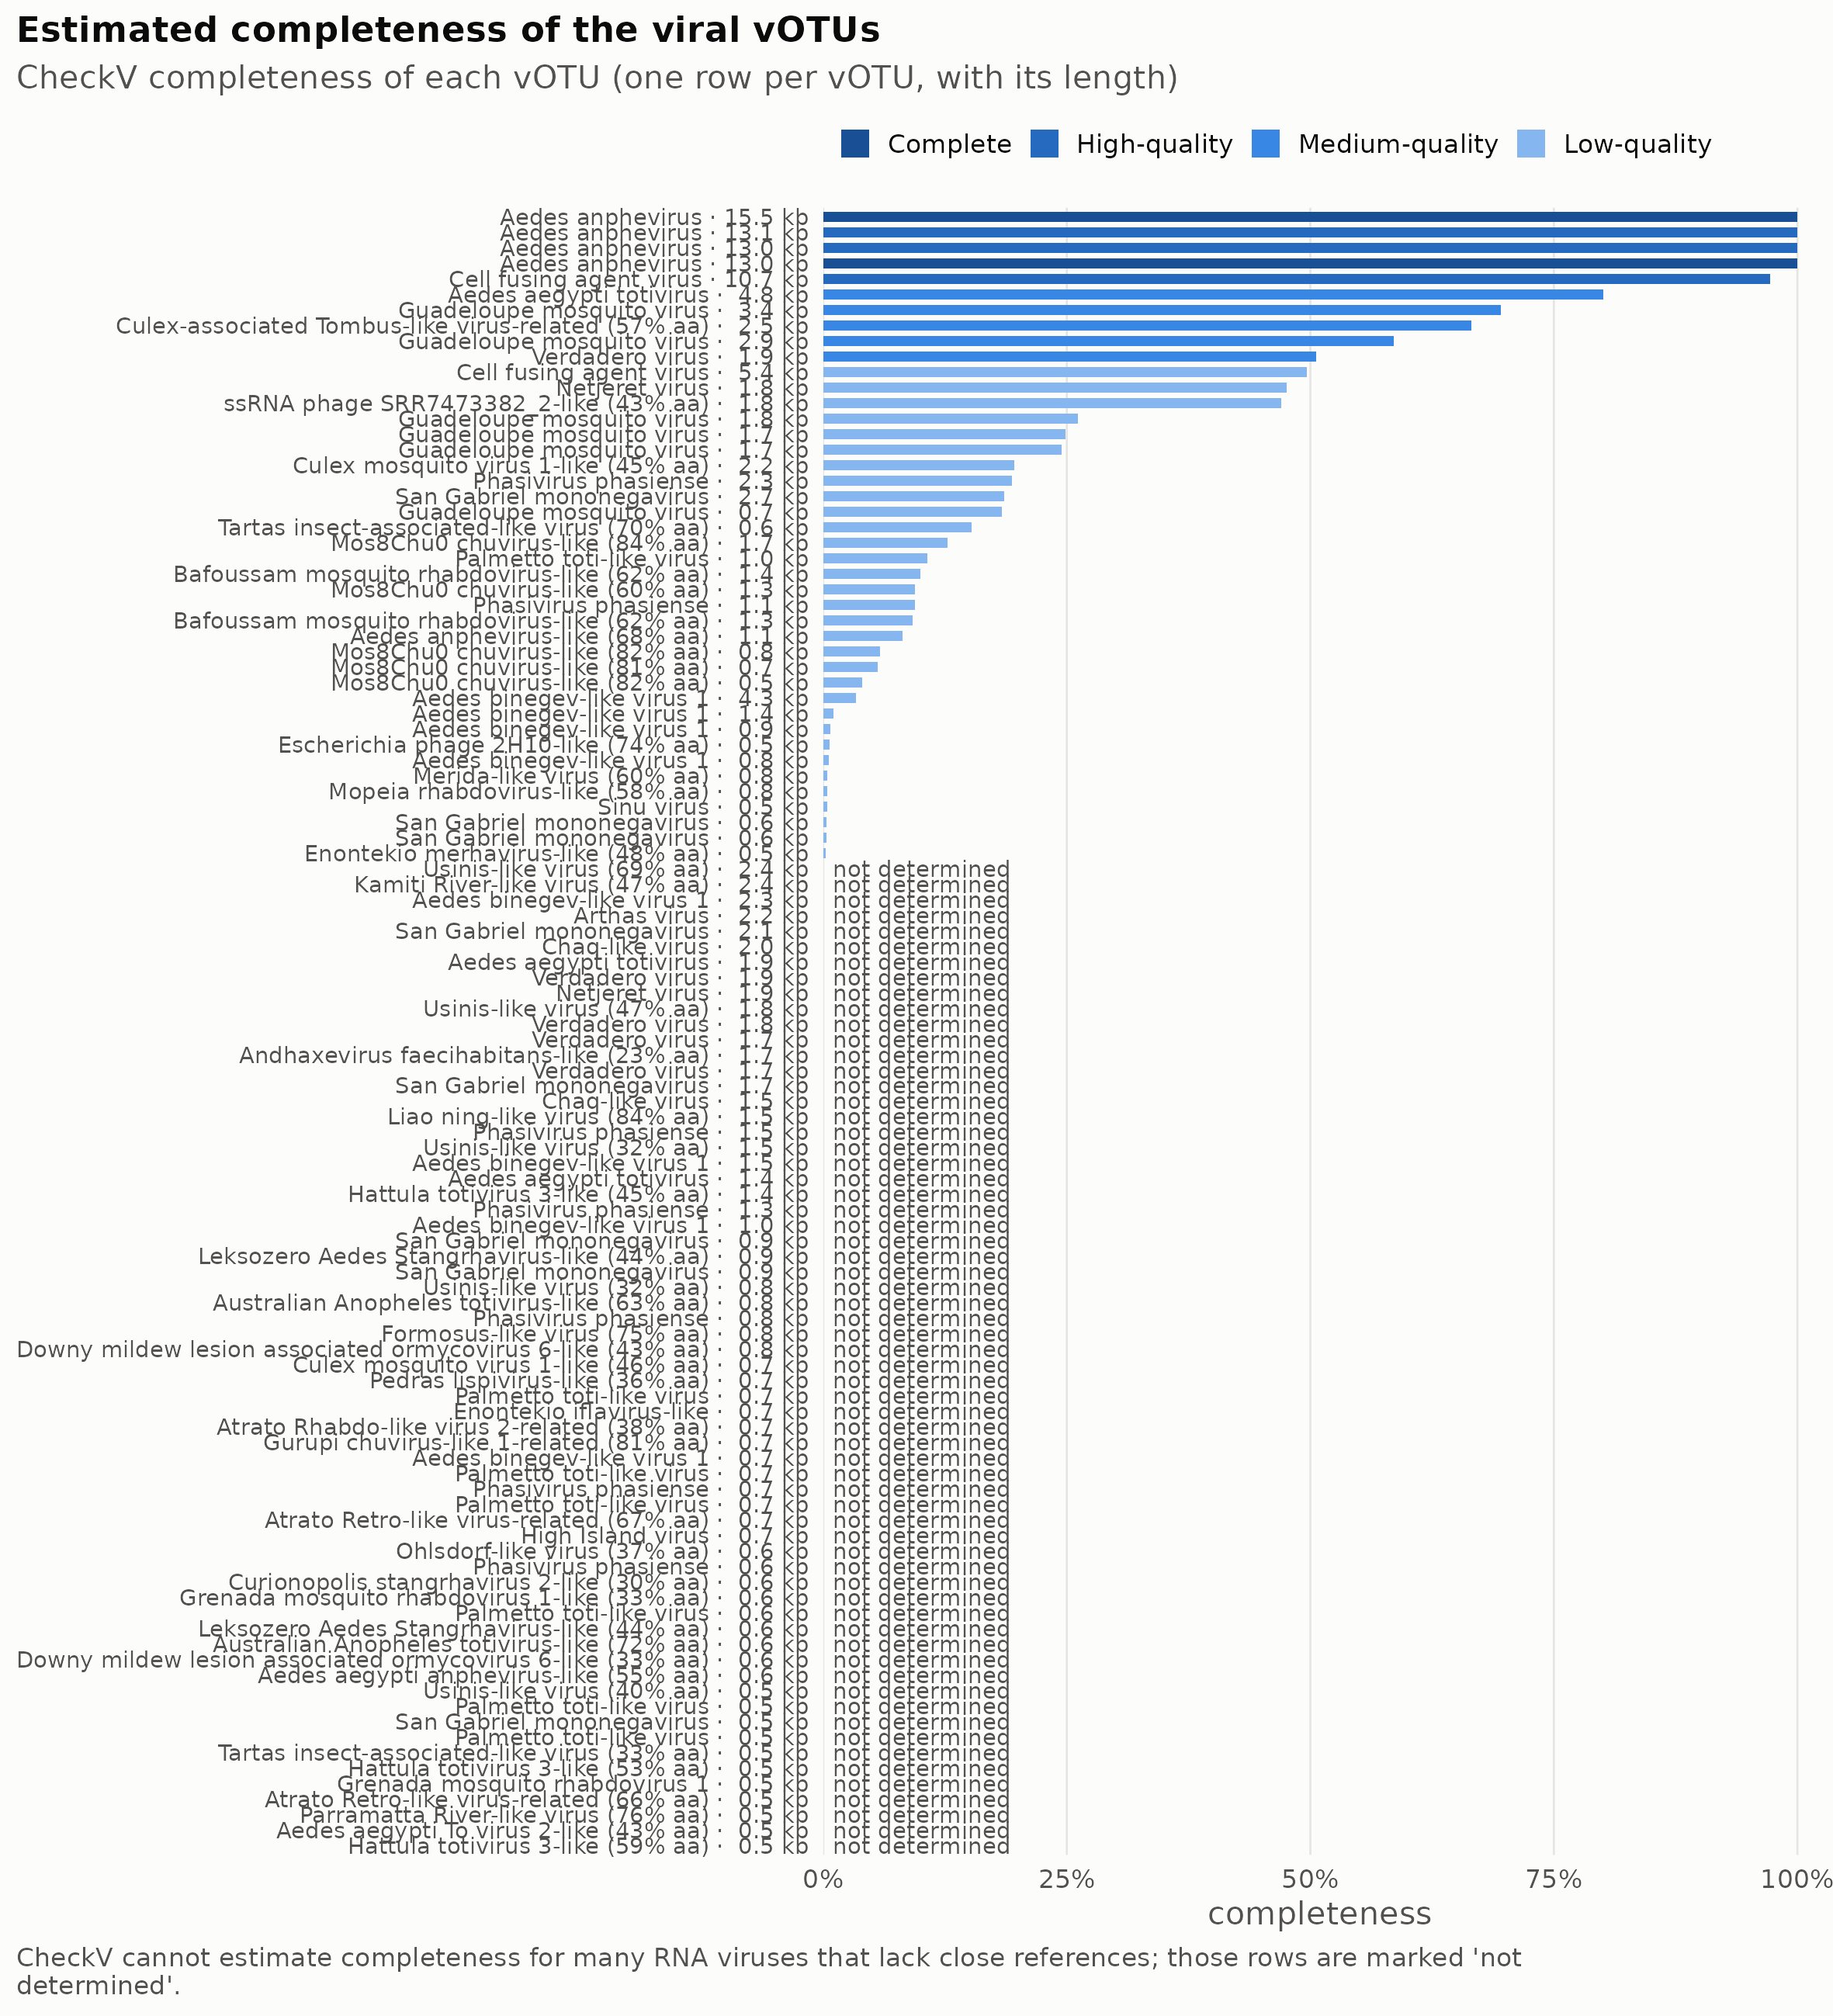 Estimated completeness of the viral vOTUs
CheckV completeness of each vOTU (one row per vOTU, with its length)
Complete High-quality Medium-quality Low-quality
Aedes anphevirus · 15.5 kb
Aedes anphevirus · 13.1 kb
Aedes anphevirus · 13.0 kb
Aedes anphevirus · 13.0 kb
Cell fusing agent virus · 10.7 kb
Aedes aegypti totivirus · 4.8 kb
Guadeloupe mosquito virus · 3.4 kb
Culex-associated Tombus-like virus-related (57% aa) · 2.5 kb
Guadeloupe mosquito virus · 2.9 kb
Verdadero virus · 1.9 kb
Cell fusing agent virus · 5.4 kb
Netjeret virus · 1.8 kb
ssRNA phage SRR7473382_2-like (43% aa) · 1.8 kb
Guadeloupe mosquito virus · 1.8 kb
Guadeloupe mosquito virus · 1.7 kb
Guadeloupe mosquito virus · 1.7 kb
Culex mosquito virus 1-like (45% aa) · 2.2 kb
Phasivirus phasiense · 2.3 kb
San Gabriel mononegavirus · 2.7 kb
Guadeloupe mosquito virus · 0.7 kb
Tartas insect-associated-like virus (70% aa) · 0.6 kb
Mos8Chu0 chuvirus-like (84% aa) · 1.7 kb
Palmetto toti-like virus · 1.0 kb
Bafoussam mosquito rhabdovirus-like (62% aa) · 1.4 kb
Mos8Chu0 chuvirus-like (60% aa) · 1.3 kb
Phasivirus phasiense · 1.1 kb
Bafoussam mosquito rhabdovirus-like (62% aa) · 1.3 kb
Aedes anphevirus-like (68% aa) · 1.1 kb
Mos8Chu0 chuvirus-like (82% aa) · 0.8 kb
Mos8Chu0 chuvirus-like (81% aa) · 0.7 kb
Mos8Chu0 chuvirus-like (82% aa) · 0.5 kb
Aedes binegev-like virus 1 · 4.3 kb
Aedes binegev-like virus 1 · 1.4 kb
Aedes binegev-like virus 1 · 0.9 kb
Escherichia phage 2H10-like (74% aa) · 0.5 kb
Aedes binegev-like virus 1 · 0.8 kb
Merida-like virus (60% aa) · 0.8 kb
Mopeia rhabdovirus-like (58% aa) · 0.8 kb
Sinu virus · 0.5 kb
San Gabriel mononegavirus · 0.6 kb
San Gabriel mononegavirus · 0.6 kb
Enontekio merhavirus-like (48% aa) · 0.5 kb
Usinis-like virus (69% aa) · 2.4 kb not determined
Kamiti River-like virus (47% aa) · 2.4 kb not determined
Aedes binegev-like virus 1 · 2.3 kb not determined
Arthas virus · 2.2 kb not determined
San Gabriel mononegavirus · 2.1 kb not determined
Chaq-like virus · 2.0 kb not determined
Aedes aegypti totivirus · 1.9 kb not determined
Verdadero virus · 1.9 kb not determined
Netjeret virus · 1.9 kb not determined
Usinis-like virus (47% aa) · 1.8 kb not determined
Verdadero virus · 1.8 kb not determined
Verdadero virus · 1.7 kb not determined
Andhaxevirus faecihabitans-like (23% aa) · 1.7 kb not determined
Verdadero virus · 1.7 kb not determined
San Gabriel mononegavirus · 1.7 kb not determined
Chaq-like virus · 1.5 kb not determined
Liao ning-like virus (84% aa) · 1.5 kb not determined
Phasivirus phasiense · 1.5 kb not determined
Usinis-like virus (32% aa) · 1.5 kb not determined
Aedes binegev-like virus 1 · 1.5 kb not determined
Aedes aegypti totivirus · 1.4 kb not determined
Hattula totivirus 3-like (45% aa) · 1.4 kb not determined
Phasivirus phasiense · 1.3 kb not determined
Aedes binegev-like virus 1 · 1.0 kb not determined
San Gabriel mononegavirus · 0.9 kb not determined
Leksozero Aedes Stangrhavirus-like (44% aa) · 0.9 kb not determined
San Gabriel mononegavirus · 0.9 kb not determined
Usinis-like virus (32% aa) · 0.8 kb not determined
Australian Anopheles totivirus-like (63% aa) · 0.8 kb not determined
Phasivirus phasiense · 0.8 kb not determined
Formosus-like virus (75% aa) · 0.8 kb not determined
Downy mildew lesion associated ormycovirus 6-like (43% aa) · 0.8 kb not determined
Culex mosquito virus 1-like (46% aa) · 0.7 kb not determined
Pedras lispivirus-like (36% aa) · 0.7 kb not determined
Palmetto toti-like virus · 0.7 kb not determined
Enontekio iflavirus-like · 0.7 kb not determined
Atrato Rhabdo-like virus 2-related (38% aa) · 0.7 kb not determined
Gurupi chuvirus-like 1-related (81% aa) · 0.7 kb not determined
Aedes binegev-like virus 1 · 0.7 kb not determined
Palmetto toti-like virus · 0.7 kb not determined
Phasivirus phasiense · 0.7 kb not determined
Palmetto toti-like virus · 0.7 kb not determined
Atrato Retro-like virus-related (67% aa) · 0.7 kb not determined
High Island virus · 0.7 kb not determined
Ohlsdorf-like virus (37% aa) · 0.6 kb not determined
Phasivirus phasiense · 0.6 kb not determined
Curionopolis stangrhavirus 2-like (30% aa) · 0.6 kb not determined
Grenada mosquito rhabdovirus 1-like (33% aa) · 0.6 kb not determined
Palmetto toti-like virus · 0.6 kb not determined
Leksozero Aedes Stangrhavirus-like (44% aa) · 0.6 kb not determined
Australian Anopheles totivirus-like (72% aa) · 0.6 kb not determined
Downy mildew lesion associated ormycovirus 6-like (33% aa) · 0.6 kb not determined
Aedes aegypti anphevirus-like (55% aa) · 0.6 kb not determined
Usinis-like virus (40% aa) · 0.5 kb not determined
Palmetto toti-like virus · 0.5 kb not determined
San Gabriel mononegavirus · 0.5 kb not determined
Palmetto toti-like virus · 0.5 kb not determined
Tartas insect-associated-like virus (33% aa) · 0.5 kb not determined
Hattula totivirus 3-like (53% aa) · 0.5 kb not determined
Grenada mosquito rhabdovirus 1 · 0.5 kb not determined
Atrato Retro-like virus-related (66% aa) · 0.5 kb not determined
Parramatta River-like virus (76% aa) · 0.5 kb not determined
Aedes aegypti To virus 2-like (43% aa) · 0.5 kb not determined
Hattula totivirus 3-like (59% aa) · 0.5 kb not determined
0% 25% 50% 75% 100%
completeness
CheckV cannot estimate completeness for many RNA viruses that lack close references; those rows are marked 'not
determined'.